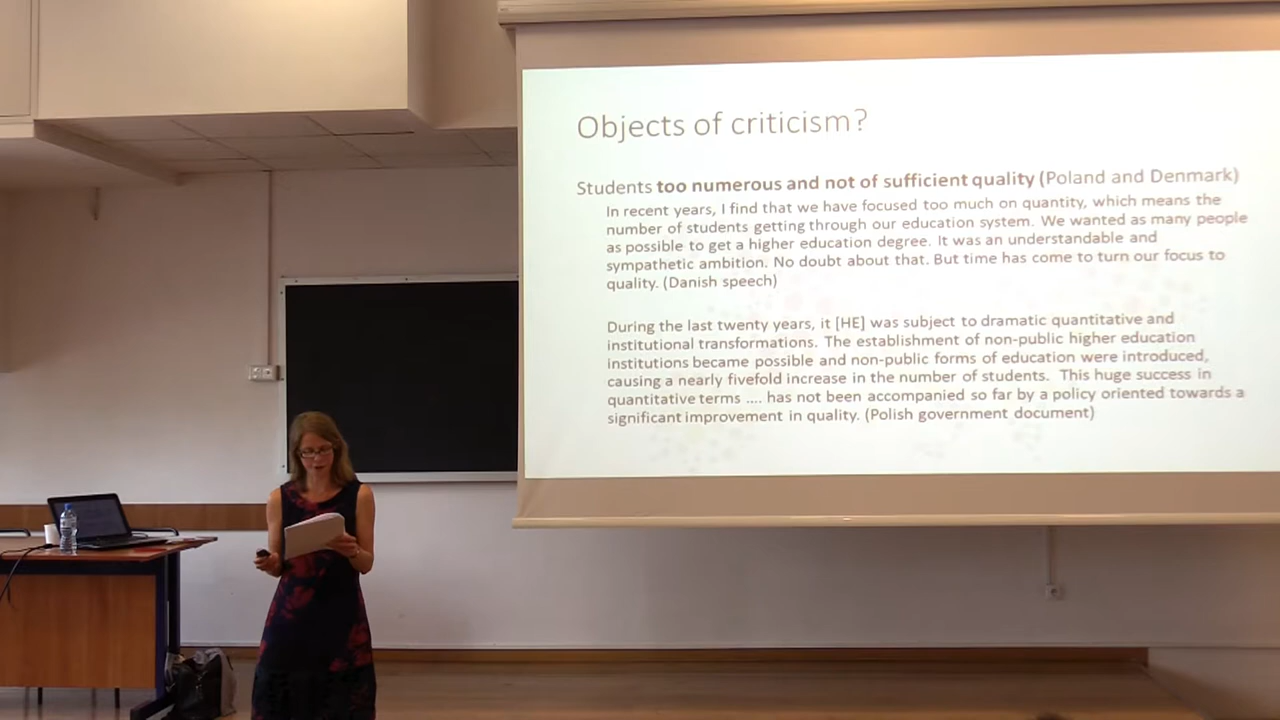 Objects of criticism?
Students too numerous and not of sufficient quality (Poland and Denmark)
In recent years, I find that we have focused too much on quantity, which means the
number of students getting through our education system. We wanted as many people
as possible to get a higher education degree. It was an understandable and
sympathetic ambition. No doubt about that. But time has come to turn our focus to
quality. (Danish speech)
During the last twenty years, it [HE] was subject to dramatic quantitative and
institutional transformations. The establishment of non-public higher education
institutions became possible and non-public forms of education were introduced,
causing a nearly fivefold increase in the number of students. This huge success in
quantitative terms .... has not been accompanied so far by a policy oriented towards a
significant improvement in quality. (Polish government document)